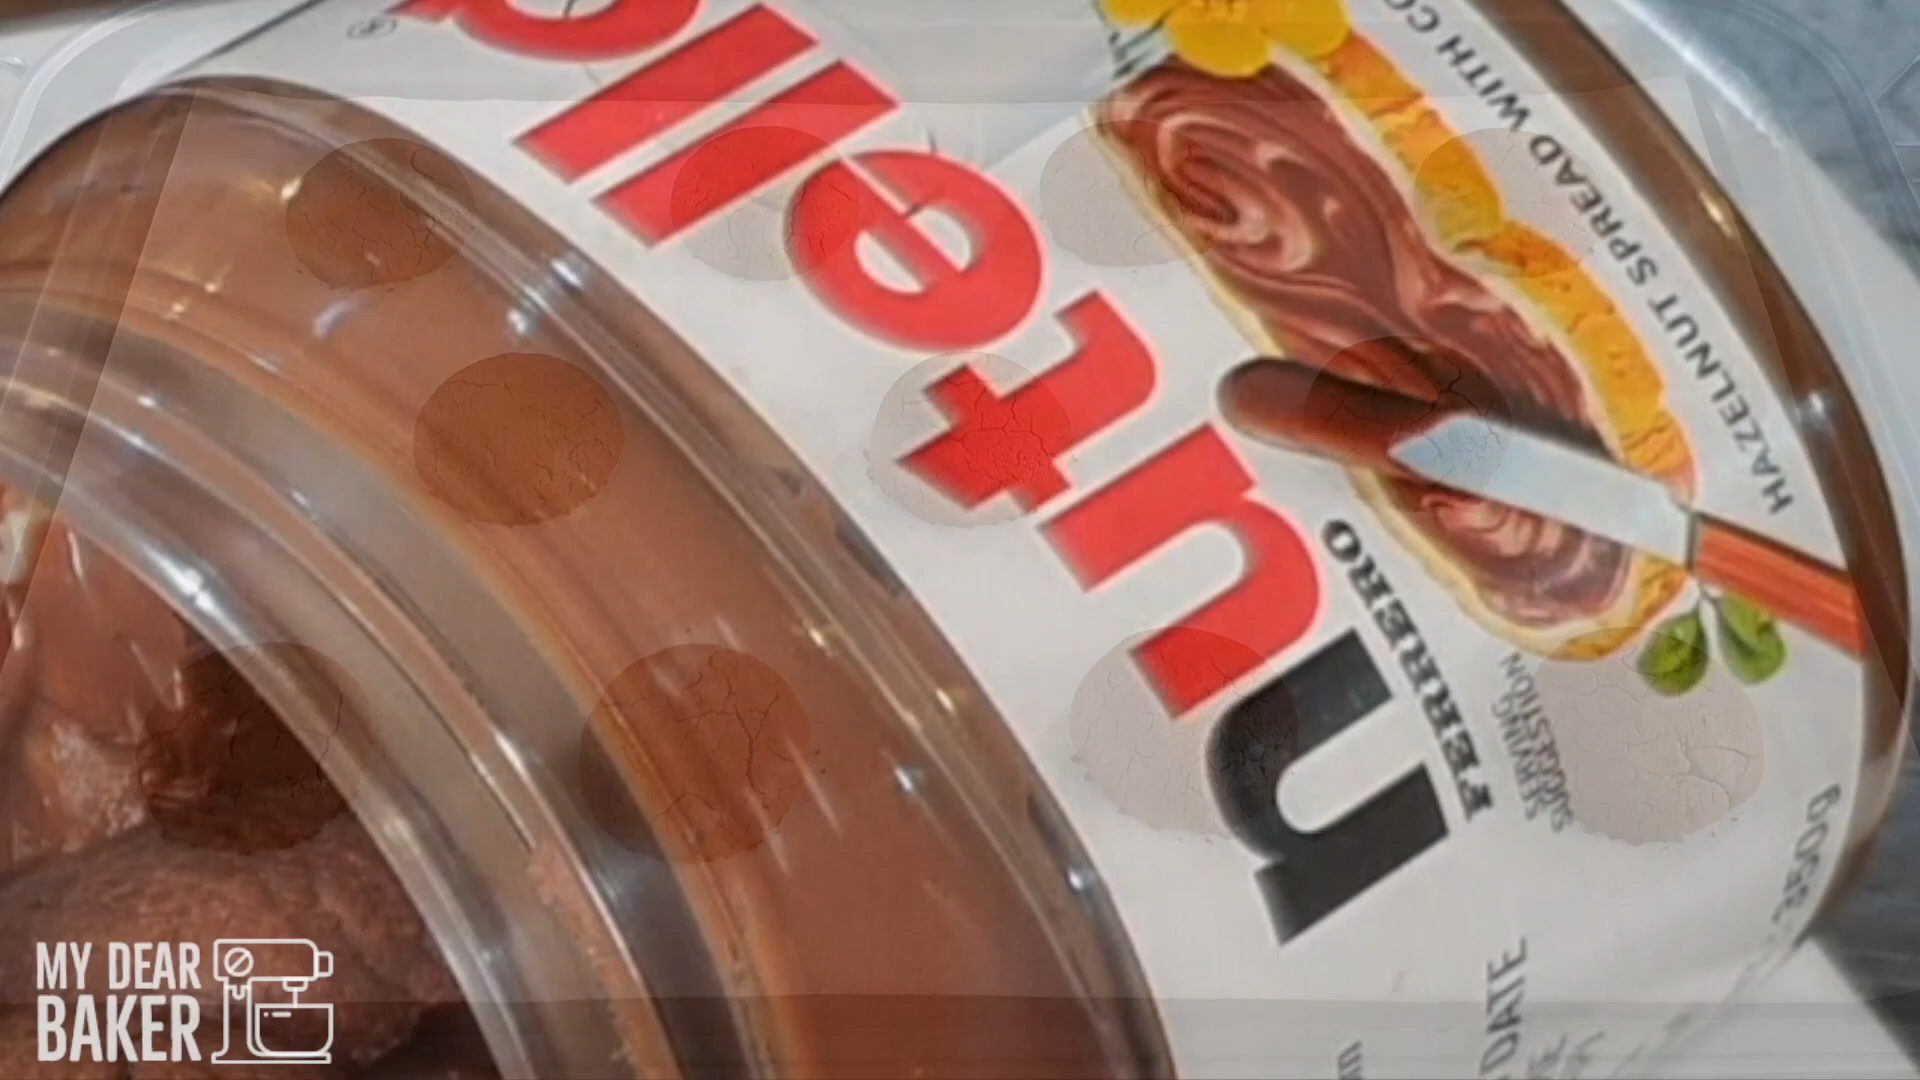 nutella
®
FERRERO
HAZELNUT SPREAD WITH CO
SERVING
SUGGESTION
350g
DATE
MY DEAR
BAKER